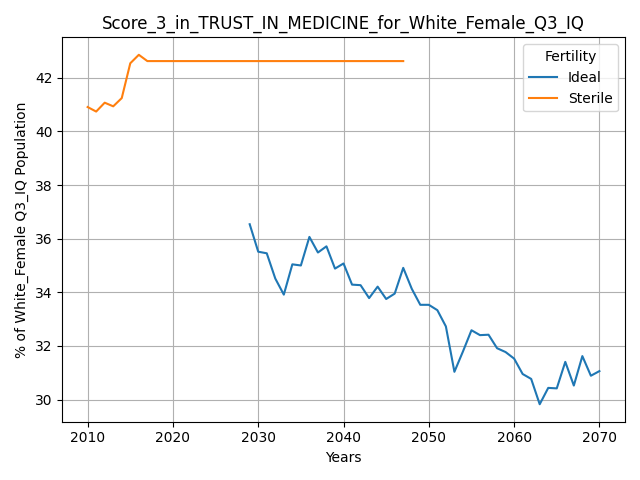 Score_3_in_TRUST_IN_MEDICINE_for_White_Female_Q3_IQ
Fertility
Ideal
Sterile
% of White_Female Q3_IQ Population
42
40
38
36
34
32
30
2010 2020 2030 2040 2050 2060 2070
Years